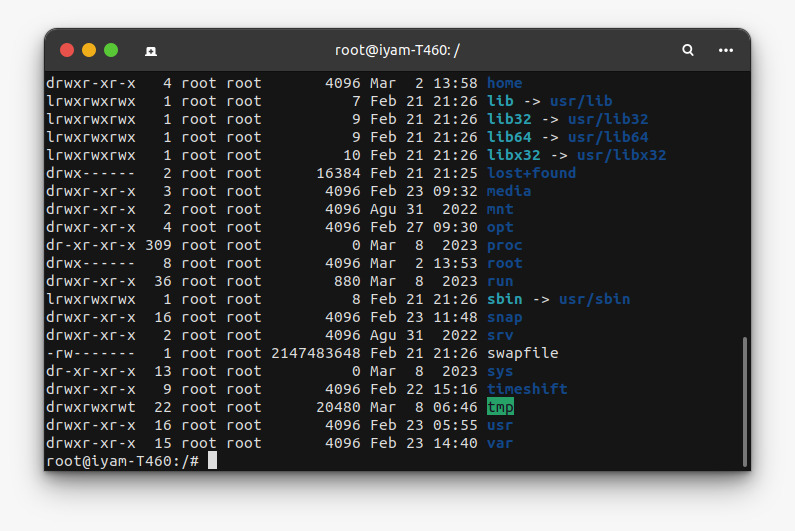 root@iyam-T460: /
drwxr-xr-x   4 root root       4096 Mar  2 13:58 home
lrwxrwxrwx   1 root root          7 Feb 21 21:26 lib -> usr/lib
lrwxrwxrwx   1 root root          9 Feb 21 21:26 lib32 -> usr/lib32
lrwxrwxrwx   1 root root          9 Feb 21 21:26 lib64 -> usr/lib64
lrwxrwxrwx   1 root root         10 Feb 21 21:26 libx32 -> usr/libx32
drwx------   2 root root      16384 Feb 21 21:25 lost+found
drwxr-xr-x   3 root root       4096 Feb 23 09:32 media
drwxr-xr-x   2 root root       4096 Agu 31  2022 mnt
drwxr-xr-x   4 root root       4096 Feb 27 09:30 opt
dr-xr-xr-x 309 root root          0 Mar  8  2023 proc
drwx------   8 root root       4096 Mar  2 13:53 root
drwxr-xr-x  36 root root        880 Mar  8  2023 run
lrwxrwxrwx   1 root root          8 Feb 21 21:26 sbin -> usr/sbin
drwxr-xr-x  16 root root       4096 Feb 23 11:48 snap
drwxr-xr-x   2 root root       4096 Agu 31  2022 srv
-rw-------   1 root root 2147483648 Feb 21 21:26 swapfile
dr-xr-xr-x  13 root root          0 Mar  8  2023 sys
drwxr-xr-x   9 root root       4096 Feb 22 15:16 timeshift
drwxrwxrwt  22 root root      20480 Mar  8 06:46 tmp
drwxr-xr-x  16 root root       4096 Feb 23 05:55 usr
drwxr-xr-x  15 root root       4096 Feb 23 14:40 var
root@iyam-T460:/#